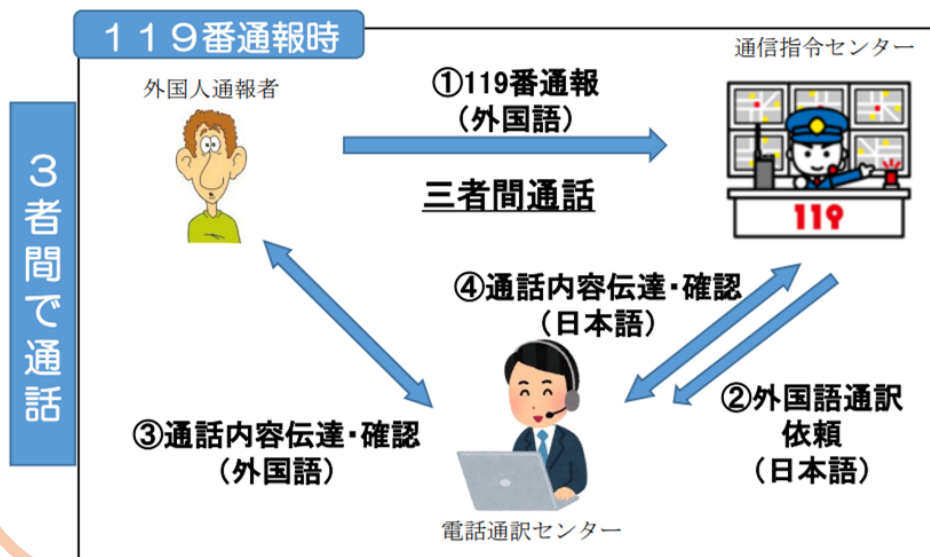 119番通報時
3者間で通話
外国人通報者
①119番通報
(外国語)
三者間通話
通信指令センター
119
④通話内容伝達・確認
(日本語)
②外国語通訳
依頼
(日本語)
③通話内容伝達・確認
(外国語)
電話通訳センター